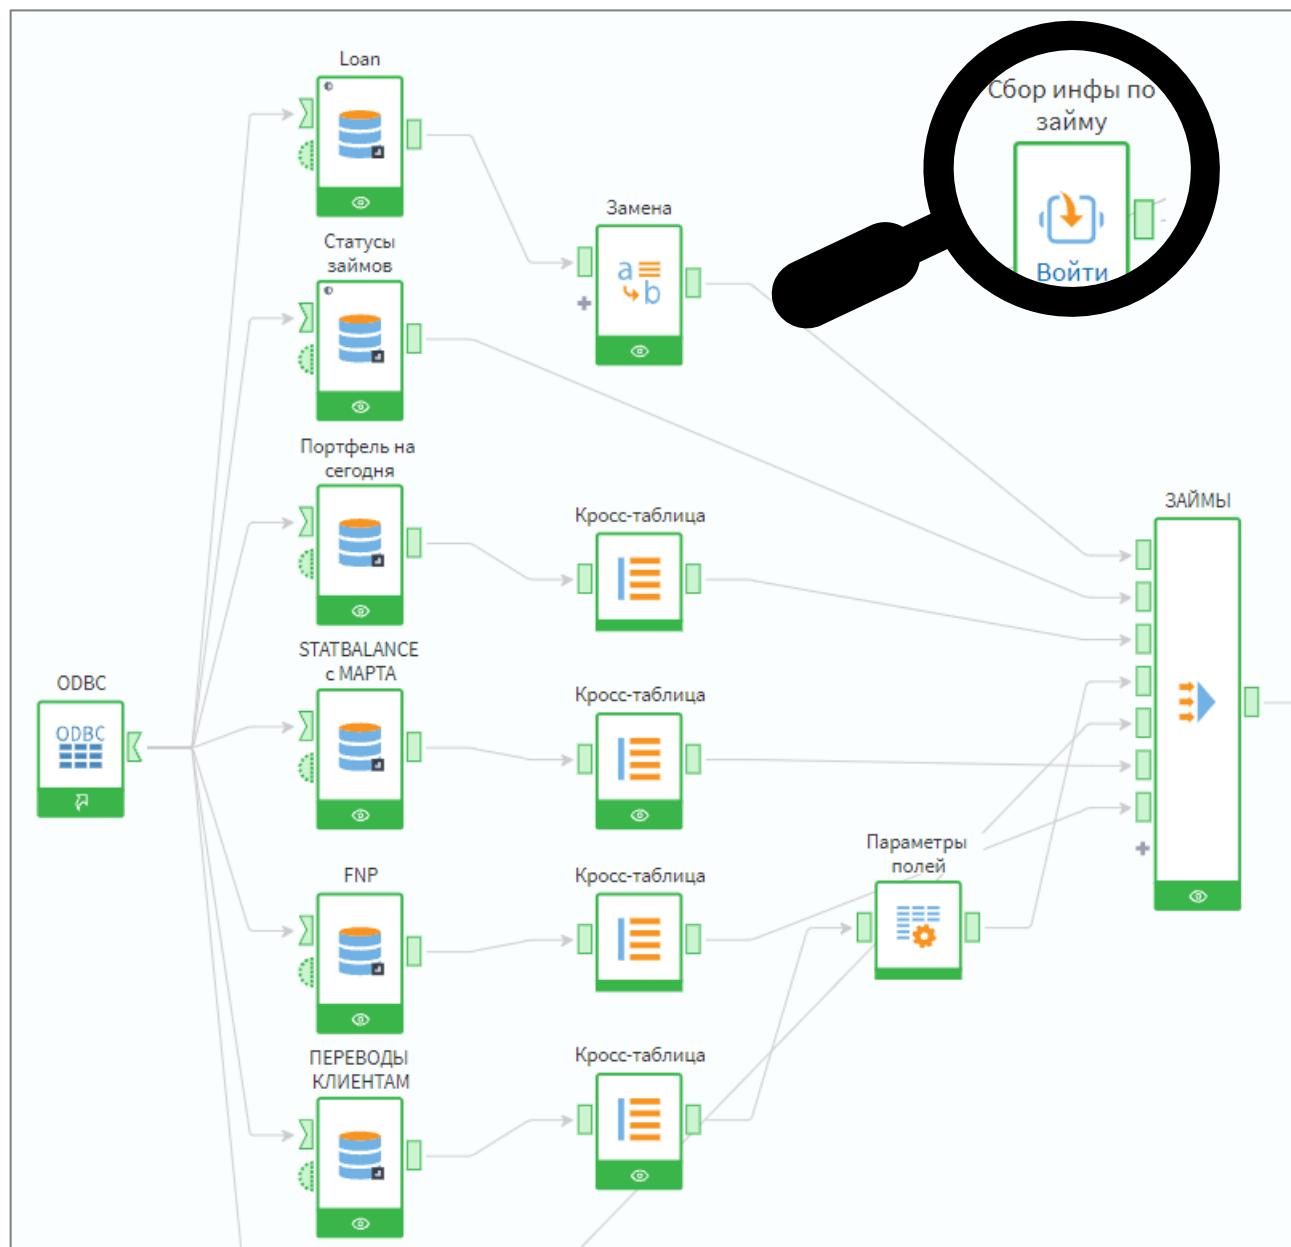 Loan
Сбор инфы по
займу
Войти
Замена
a
b
Статусы
займов
Портфель на
сегодня
Кросс-таблица
ЗАЙМЫ
STATBALANCE
с МАРТА
ODBC
ODBC
Кросс-таблица
Параметры
полей
FNP
Кросс-таблица
ПЕРЕВОДЫ
КЛИЕНТАМ
Кросс-таблица